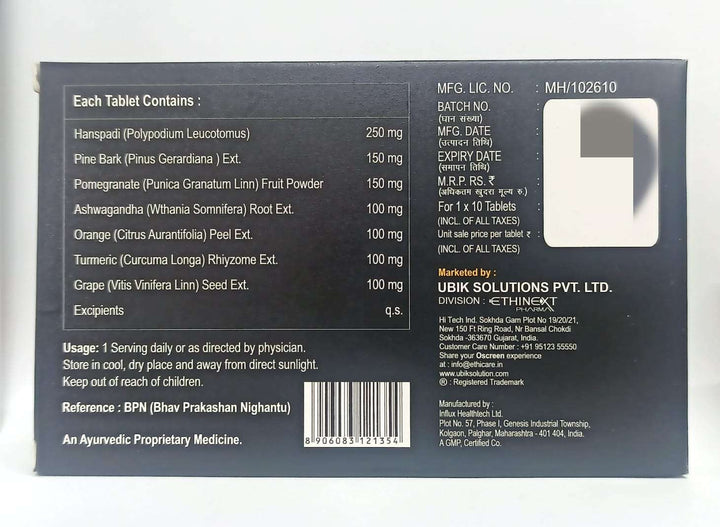 Each Tablet Contains :
Hanspadi (Polypodium Leucotomus) 250 mg
Pine Bark (Pinus Gerardiana ) Ext. 150 mg
Pomegranate (Punica Granatum Linn) Fruit Powder 150 mg
Ashwagandha (Wthania Somnifera) Root Ext. 100 mg
Orange (Citrus Aurantifolia) Peel Ext. 100 mg
Turmeric (Curcuma Longa) Rhiyzome Ext. 100 mg
Grape (Vitis Vinifera Linn) Seed Ext. 100 mg
Excipients q.s.
Usage: 1 Serving daily or as directed by physician.
Store in cool, dry place and away from direct sunlight.
Keep out of reach of children.
Reference : BPN (Bhav Prakashan Nighantu)
An Ayurvedic Proprietary Medicine.
8 906083 121354
MFG. LIC. NO. : MH/102610
BATCH NO. :
(घान संख्या)
MFG. DATE :
(उत्पादन तिथि)
EXPIRY DATE :
(समापन तिथि)
M.R.P. RS. ₹ :
(अधिकतम खुदरा मूल्य रु.)
For 1 x 10 Tablets :
(INCL. OF ALL TAXES)
Unit sale price per tablet ₹ :
(INCL. OF ALL TAXES)
Marketed by :
UBIK SOLUTIONS PVT. LTD.
DIVISION : ETHINEXT
PHARMA
Hi Tech Ind. Sokhda Gam Plot No 19/20/21,
New 150 Ft Ring Road, Nr Bansal Chokdi
Sokhda -363670 Gujarat, India.
Customer Care Number : +91 95123 55550
Share your Oscreen experience
at : info@ethicare.in
www.ubiksolution.com
® : Registered Trademark
Manufactured by :
Influx Healthtech Ltd.
Plot No. 57, Phase I, Genesis Industrial Township,
Kolgaon, Palghar, Maharashtra - 401 404, India.
A GMP, Certified Co.